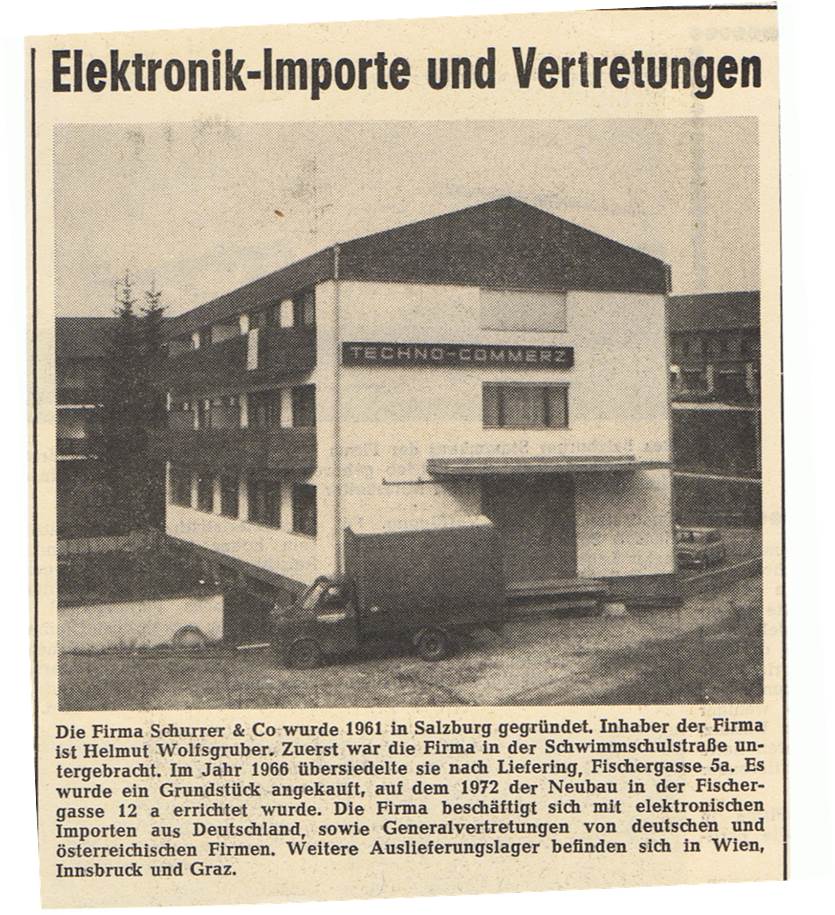 Elektronik-Importe und Vertretungen
TECHNO-COMMERZ
Die Firma Schurrer & Co wurde 1961 in Salzburg gegründet. Inhaber der Firma
ist Helmut Wolfsgruber. Zuerst war die Firma in der Schwimmschulstraße un-
tergebracht. Im Jahr 1966 übersiedelte sie nach Liefering, Fischergasse 5a. Es
wurde ein Grundstück angekauft, auf dem 1972 der Neubau in der Fischer-
gasse 12 a errichtet wurde. Die Firma beschäftigt sich mit elektronischen
Importen aus Deutschland, sowie Generalvertretungen von deutschen und
österreichischen Firmen. Weitere Auslieferungslager befinden sich in Wien,
Innsbruck und Graz.